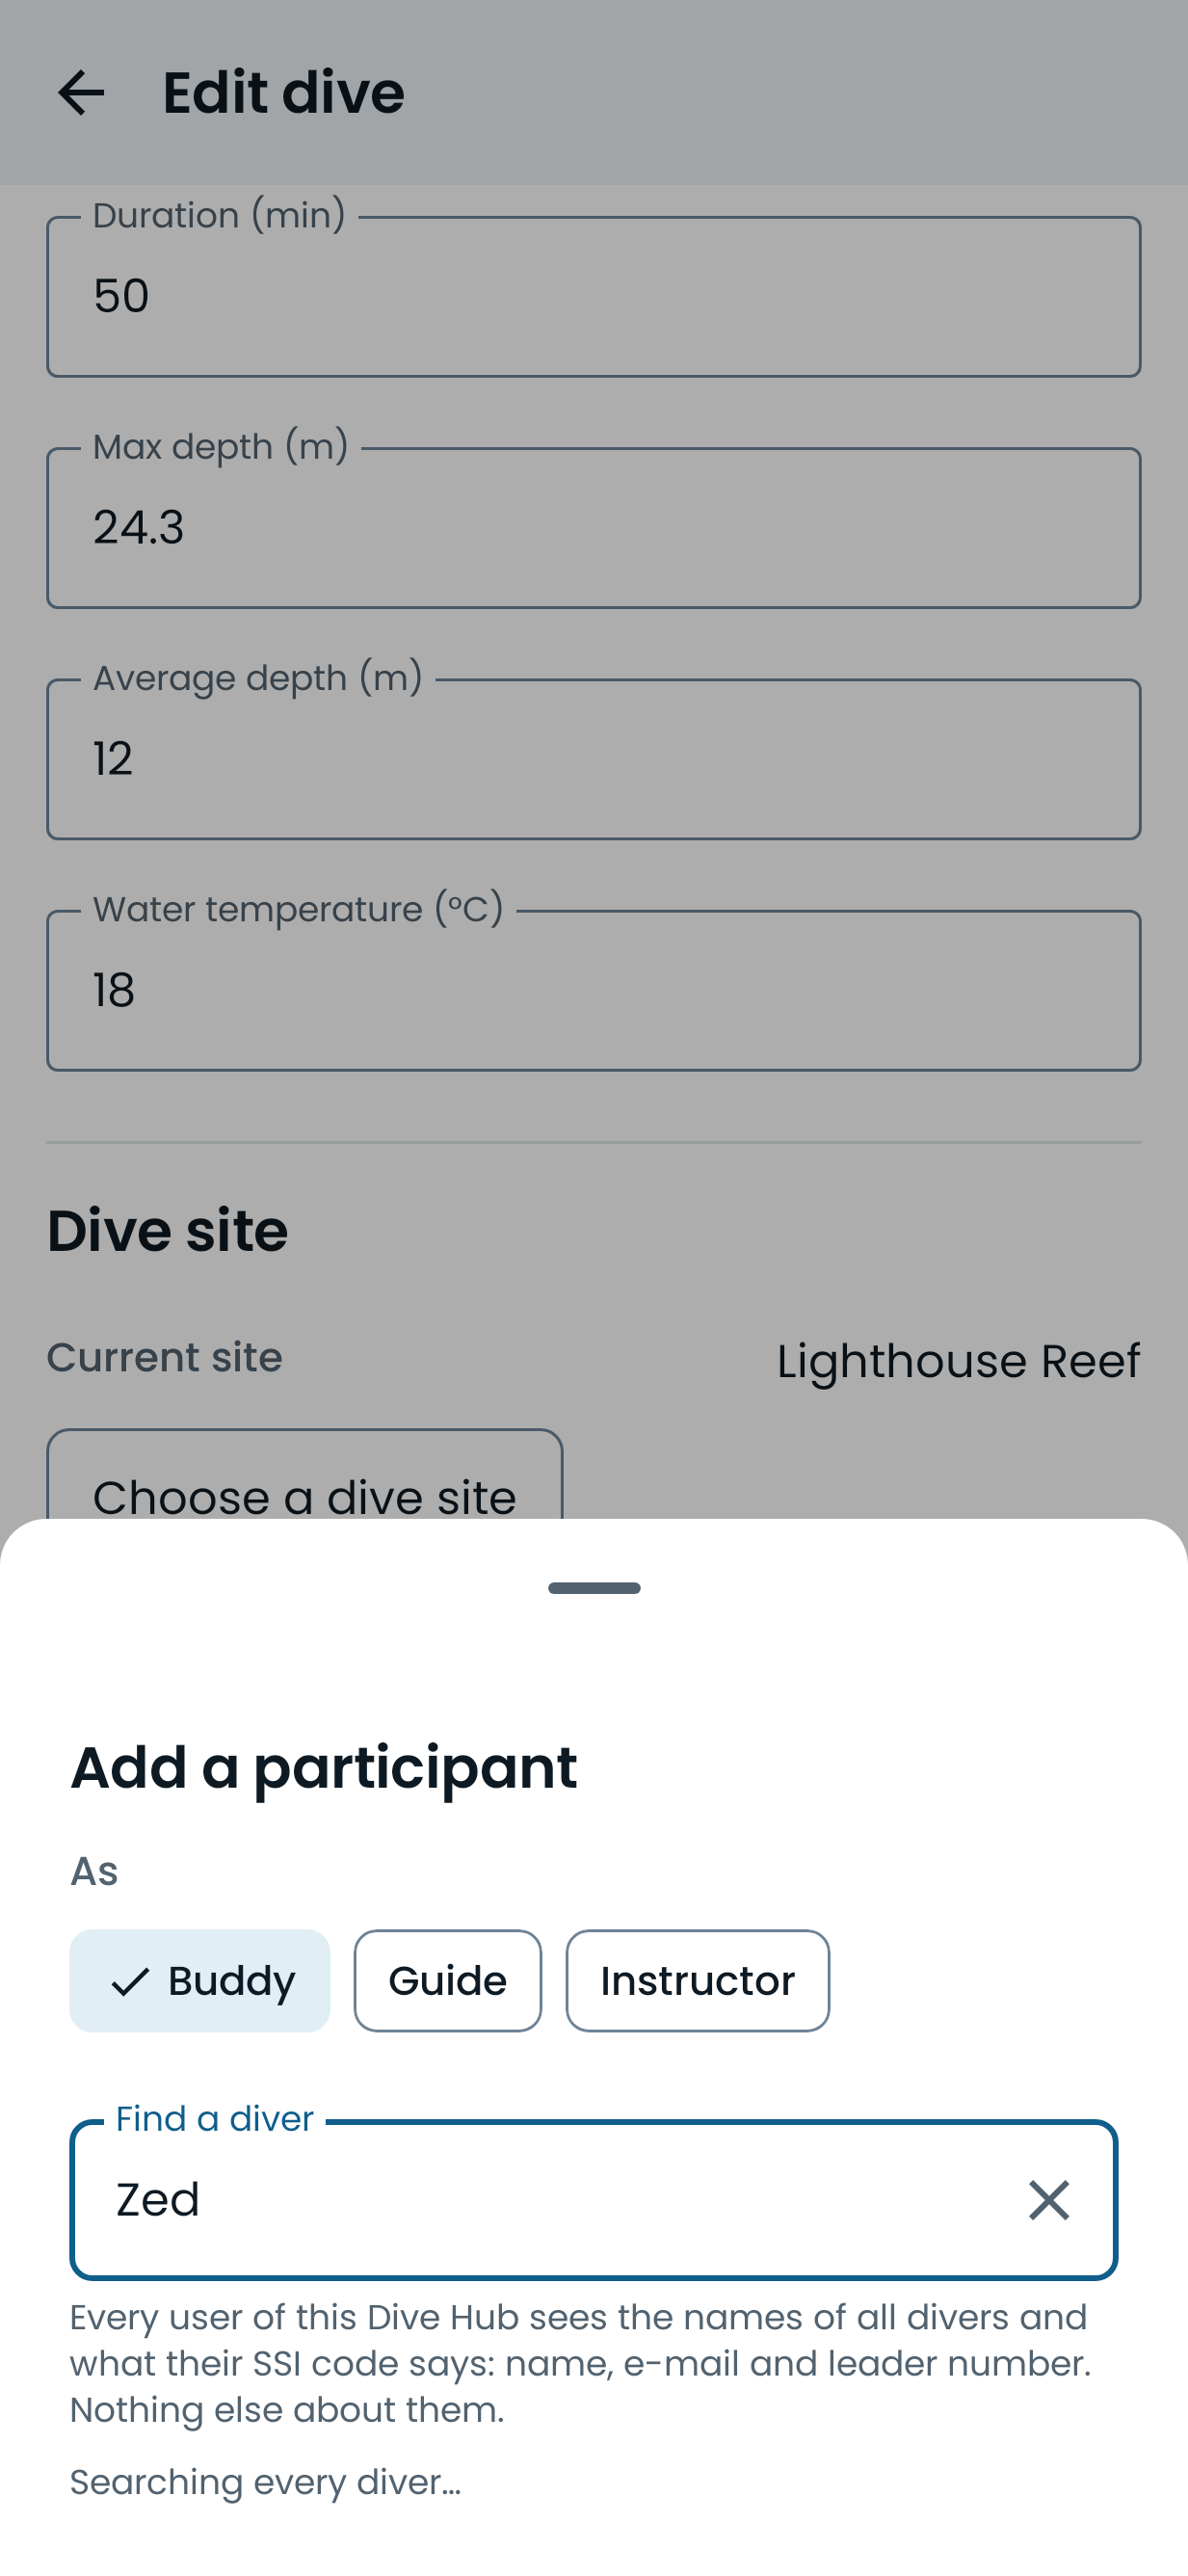 Edit dive
Duration (min)
50
Max depth (m)
24.3
Average depth (m)
12
Water temperature (°C)
18
Dive site
Current site
Lighthouse Reef
Choose a dive site
Add a participant
As
Buddy
Guide
Instructor
Find a diver
Zed
Every user of this Dive Hub sees the names of all divers and
what their SSI code says: name, e-mail and leader number.
Nothing else about them.
Searching every diver…